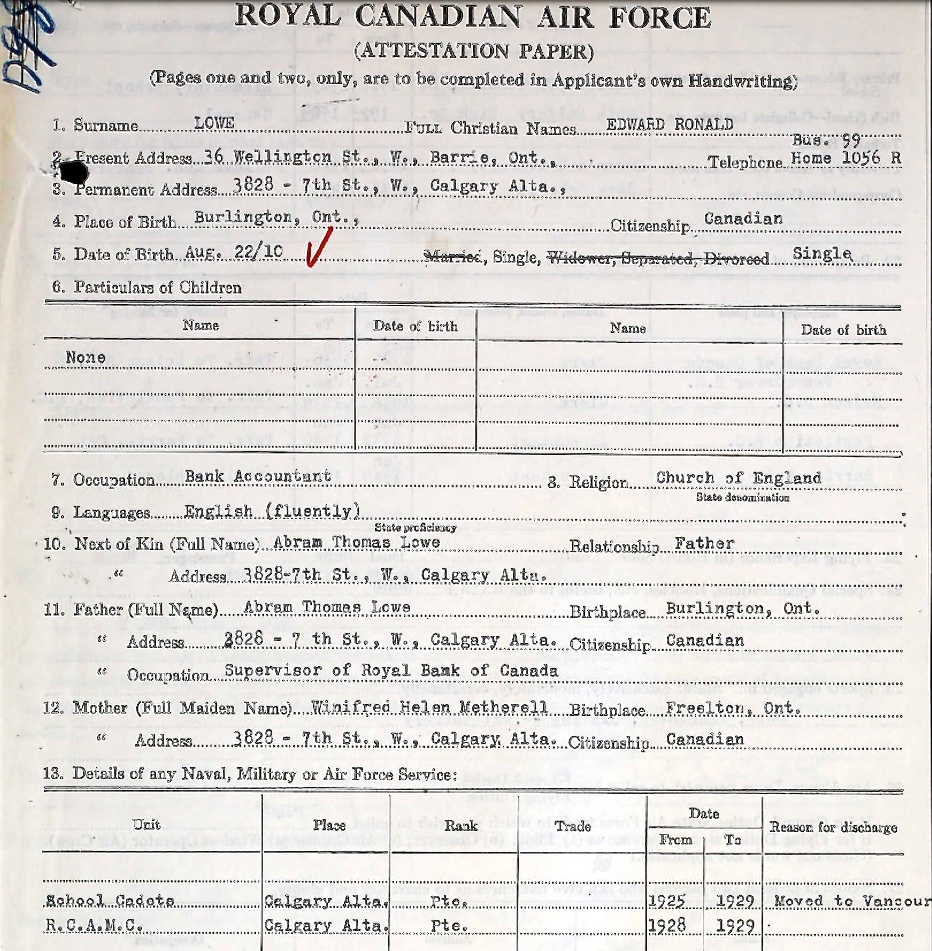 ROYAL CANADIAN AIR FORCE
(ATTESTATION PAPER)
(Pages one and two, only, are to be completed in Applicant's own Handwriting)
1. Surname LOWE FULL Christian Names EDWARD RONALD
Bus. 99
2. Present Address 36 Wellington St., W., Barrie, Ont., Telephone Home 1056 R
3. Permanent Address 3828 - 7th St., W., Calgary Alta.,
4. Place of Birth Burlington, Ont., Citizenship Canadian
5. Date of Birth Aug. 22/10 Married, Single, Widower, Separated, Divorced Single
6. Particulars of Children
Name Date of birth Name Date of birth
None
7. Occupation Bank Accountant 8. Religion Church of England
State denomination
9. Languages English (fluently)
State proficiency
10. Next of Kin (Full Name) Abram Thomas Lowe Relationship Father
" Address 3828-7th St., W., Calgary Alta.
11. Father (Full Name) Abram Thomas Lowe Birthplace Burlington, Ont.
" Address 3828 - 7 th St., W., Calgary Alta. Citizenship Canadian
" Occupation Supervisor of Royal Bank of Canada
12. Mother (Full Maiden Name) Winifred Helen Metherell Birthplace Freelton, Ont.
" Address 3828 - 7th St., W., Calgary, Alta. Citizenship Canadian
13. Details of any Naval, Military or Air Force Service:
Unit Place Rank Trade Date Reason for discharge
From To
School Cadets Calgary Alta. Pte. 1925 1929 Moved to Vancour
R.C.A.M.C. Calgary Alta. Pte. 1928 1929